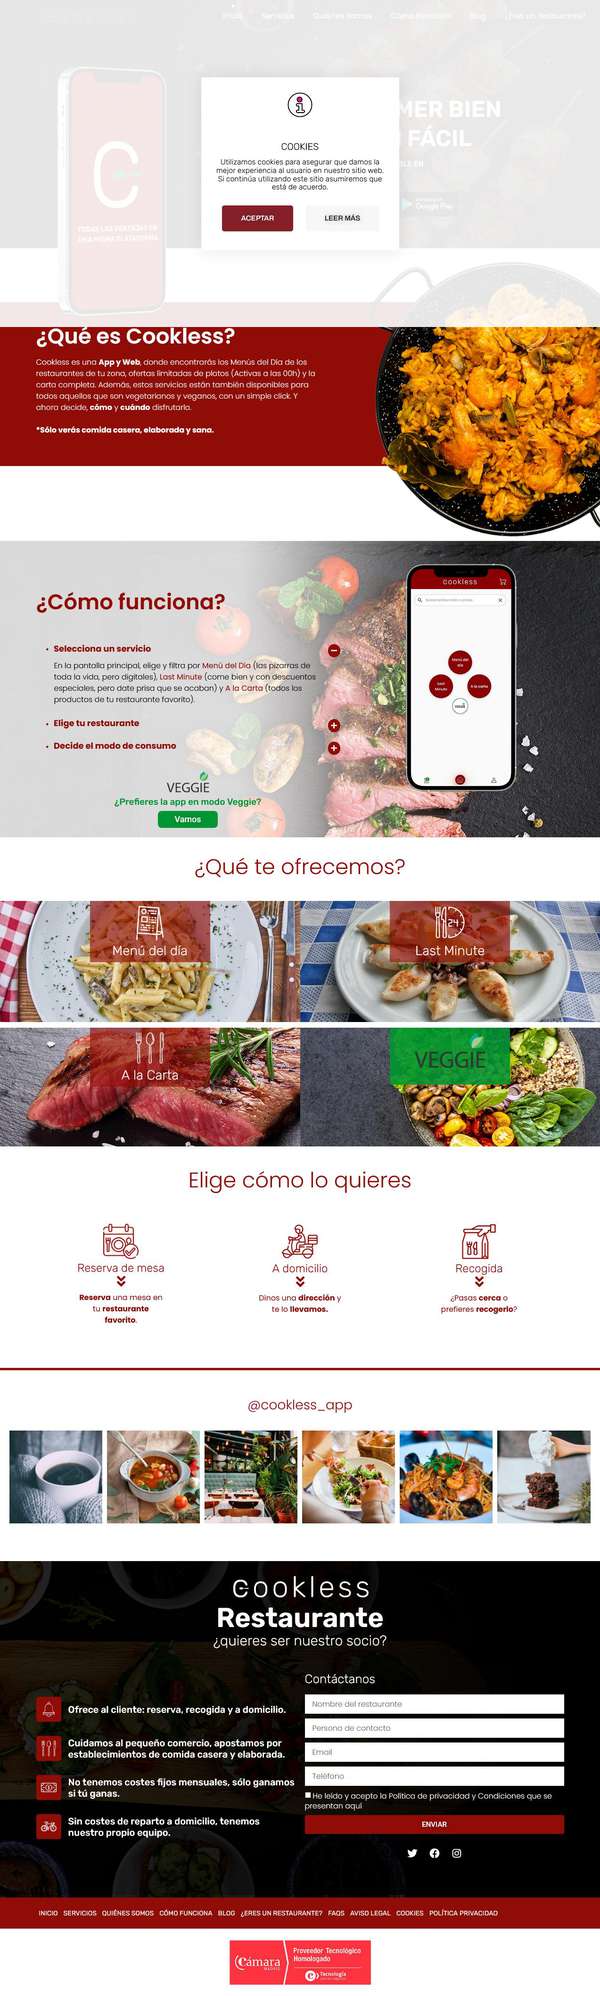 Inicio Servicios Quiénes Somos Cómo Funciona Blog ¿Eres un restaurante?
COMER BIEN
FÁCIL
Google Play
C
COOKIES
Utilizamos cookies para asegurar que damos la
mejor experiencia al usuario en nuestro sitio web.
Si continúa utilizando este sitio asumiremos que
está de acuerdo.
ACEPTAR LEER MÁS
¿Qué es Cookless?
Cookless es una App y Web, donde encontrarás los Menús del Día de los
restaurantes de tu zona, ofertas limitadas de platos (Activas a las 00h) y la
carta completa. Además, estos servicios están también disponibles para
todos aquellos que son vegetarianos y veganos, con un simple click. Y
ahora decide, cómo y cuándo disfrutarla.
*Sólo verás comida casera, elaborada y sana.
¿Cómo funciona?
Selecciona un servicio
En la pantalla principal, elige y filtra por Menú del Día (las pizarras de
toda la vida, pero digitales), Last Minute (come bien y con descuentos
especiales, pero date prisa que se acaban) y A la Carta (todos los
productos de tu restaurante favorito).
Elige tu restaurante
Decide el modo de consumo
VEGGIE
¿Prefieres la app en modo Veggie?
Vamos
cookless
Menú del
día
Last
Minute
A la carta
VEGGIE
¿Qué te ofrecemos?
Menú del día
24
Last Minute
A la Carta
VEGGIE
Elige cómo lo quieres
Reserva de mesa
Reserva una mesa en
tu restaurante
favorito.
A domicilio
Dinos una dirección y
te lo llevamos.
Recogida
¿Pasas cerca o
prefieres recogerlo?
@cookless_app
Cookless
Restaurante
¿quieres ser nuestro socio?
Ofrece al cliente: reserva, recogida y a domicilio.
Cuidamos al pequeño comercio, apostamos por
establecimientos de comida casera y elaborada.
No tenemos costes fijos mensuales, sólo ganamos
si tú ganas.
Sin costes de reparto a domicilio, tenemos
nuestro propio equipo.
Contáctanos
Nombre del restaurante
Persona de contacto
Email
Teléfono
He leído y acepto la Política de privacidad y Condiciones que se
presentan aquí
ENVIAR
INICIO SERVICIOS QUIÉNES SOMOS CÓMO FUNCIONA BLOG ¿ERES UN RESTAURANTE? FAQS AVISO LEGAL COOKIES POLÍTICA PRIVACIDAD
Cámara
MADRID
Proveedor Tecnológico
Homologado
Tecnología